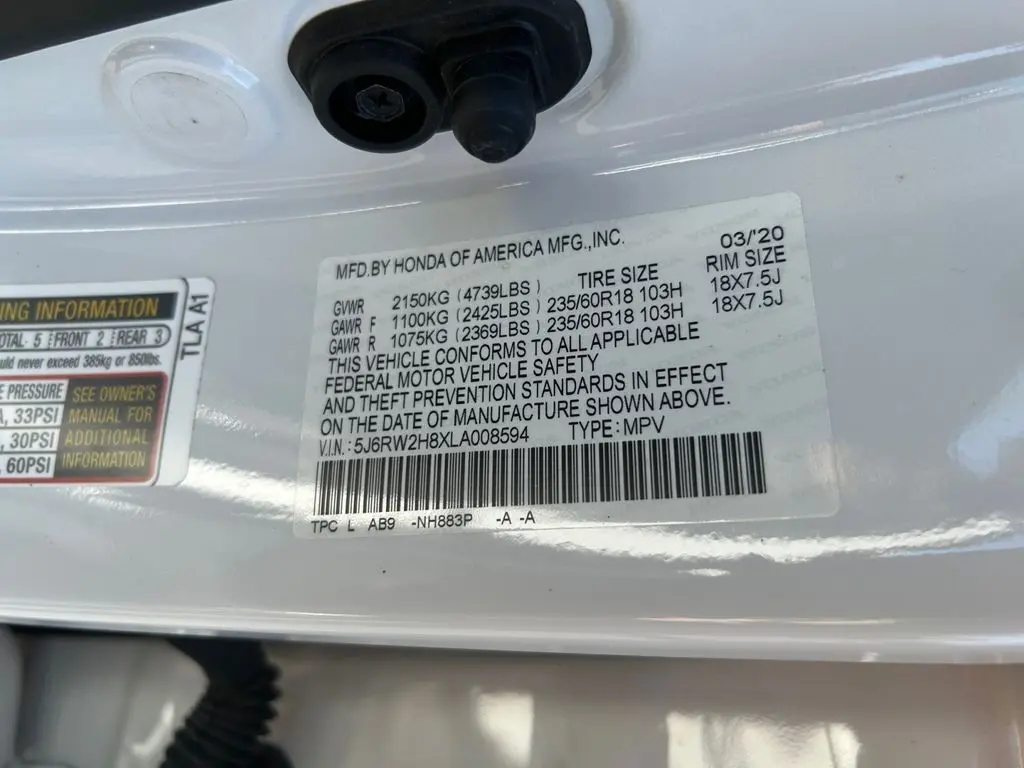 MFD.BY HONDA OF AMERICA MFG.,INC. 03/'20
TIRE SIZE RIM SIZE
GVWR 2150KG (4739LBS)
GAWR F 1100KG (2425LBS) 235/60R18 103H 18X7.5J
GAWR R 1075KG (2369LBS) 235/60R18 103H 18X7.5J
THIS VEHICLE CONFORMS TO ALL APPLICABLE
FEDERAL MOTOR VEHICLE SAFETY
AND THEFT PREVENTION STANDARDS IN EFFECT
ON THE DATE OF MANUFACTURE SHOWN ABOVE.
V.I.N.: 5J6RW2H8XLA008594 TYPE: MPV
TPC L AB9 -NH883P -A -A
INFORMATION
5 FRONT 2 REAR 3
never exceed 385kg or 850lbs.
PRESSURE
33PSI
30PSI
60PSI
SEE OWNER'S
MANUAL FOR
ADDITIONAL
INFORMATION
TLA A1